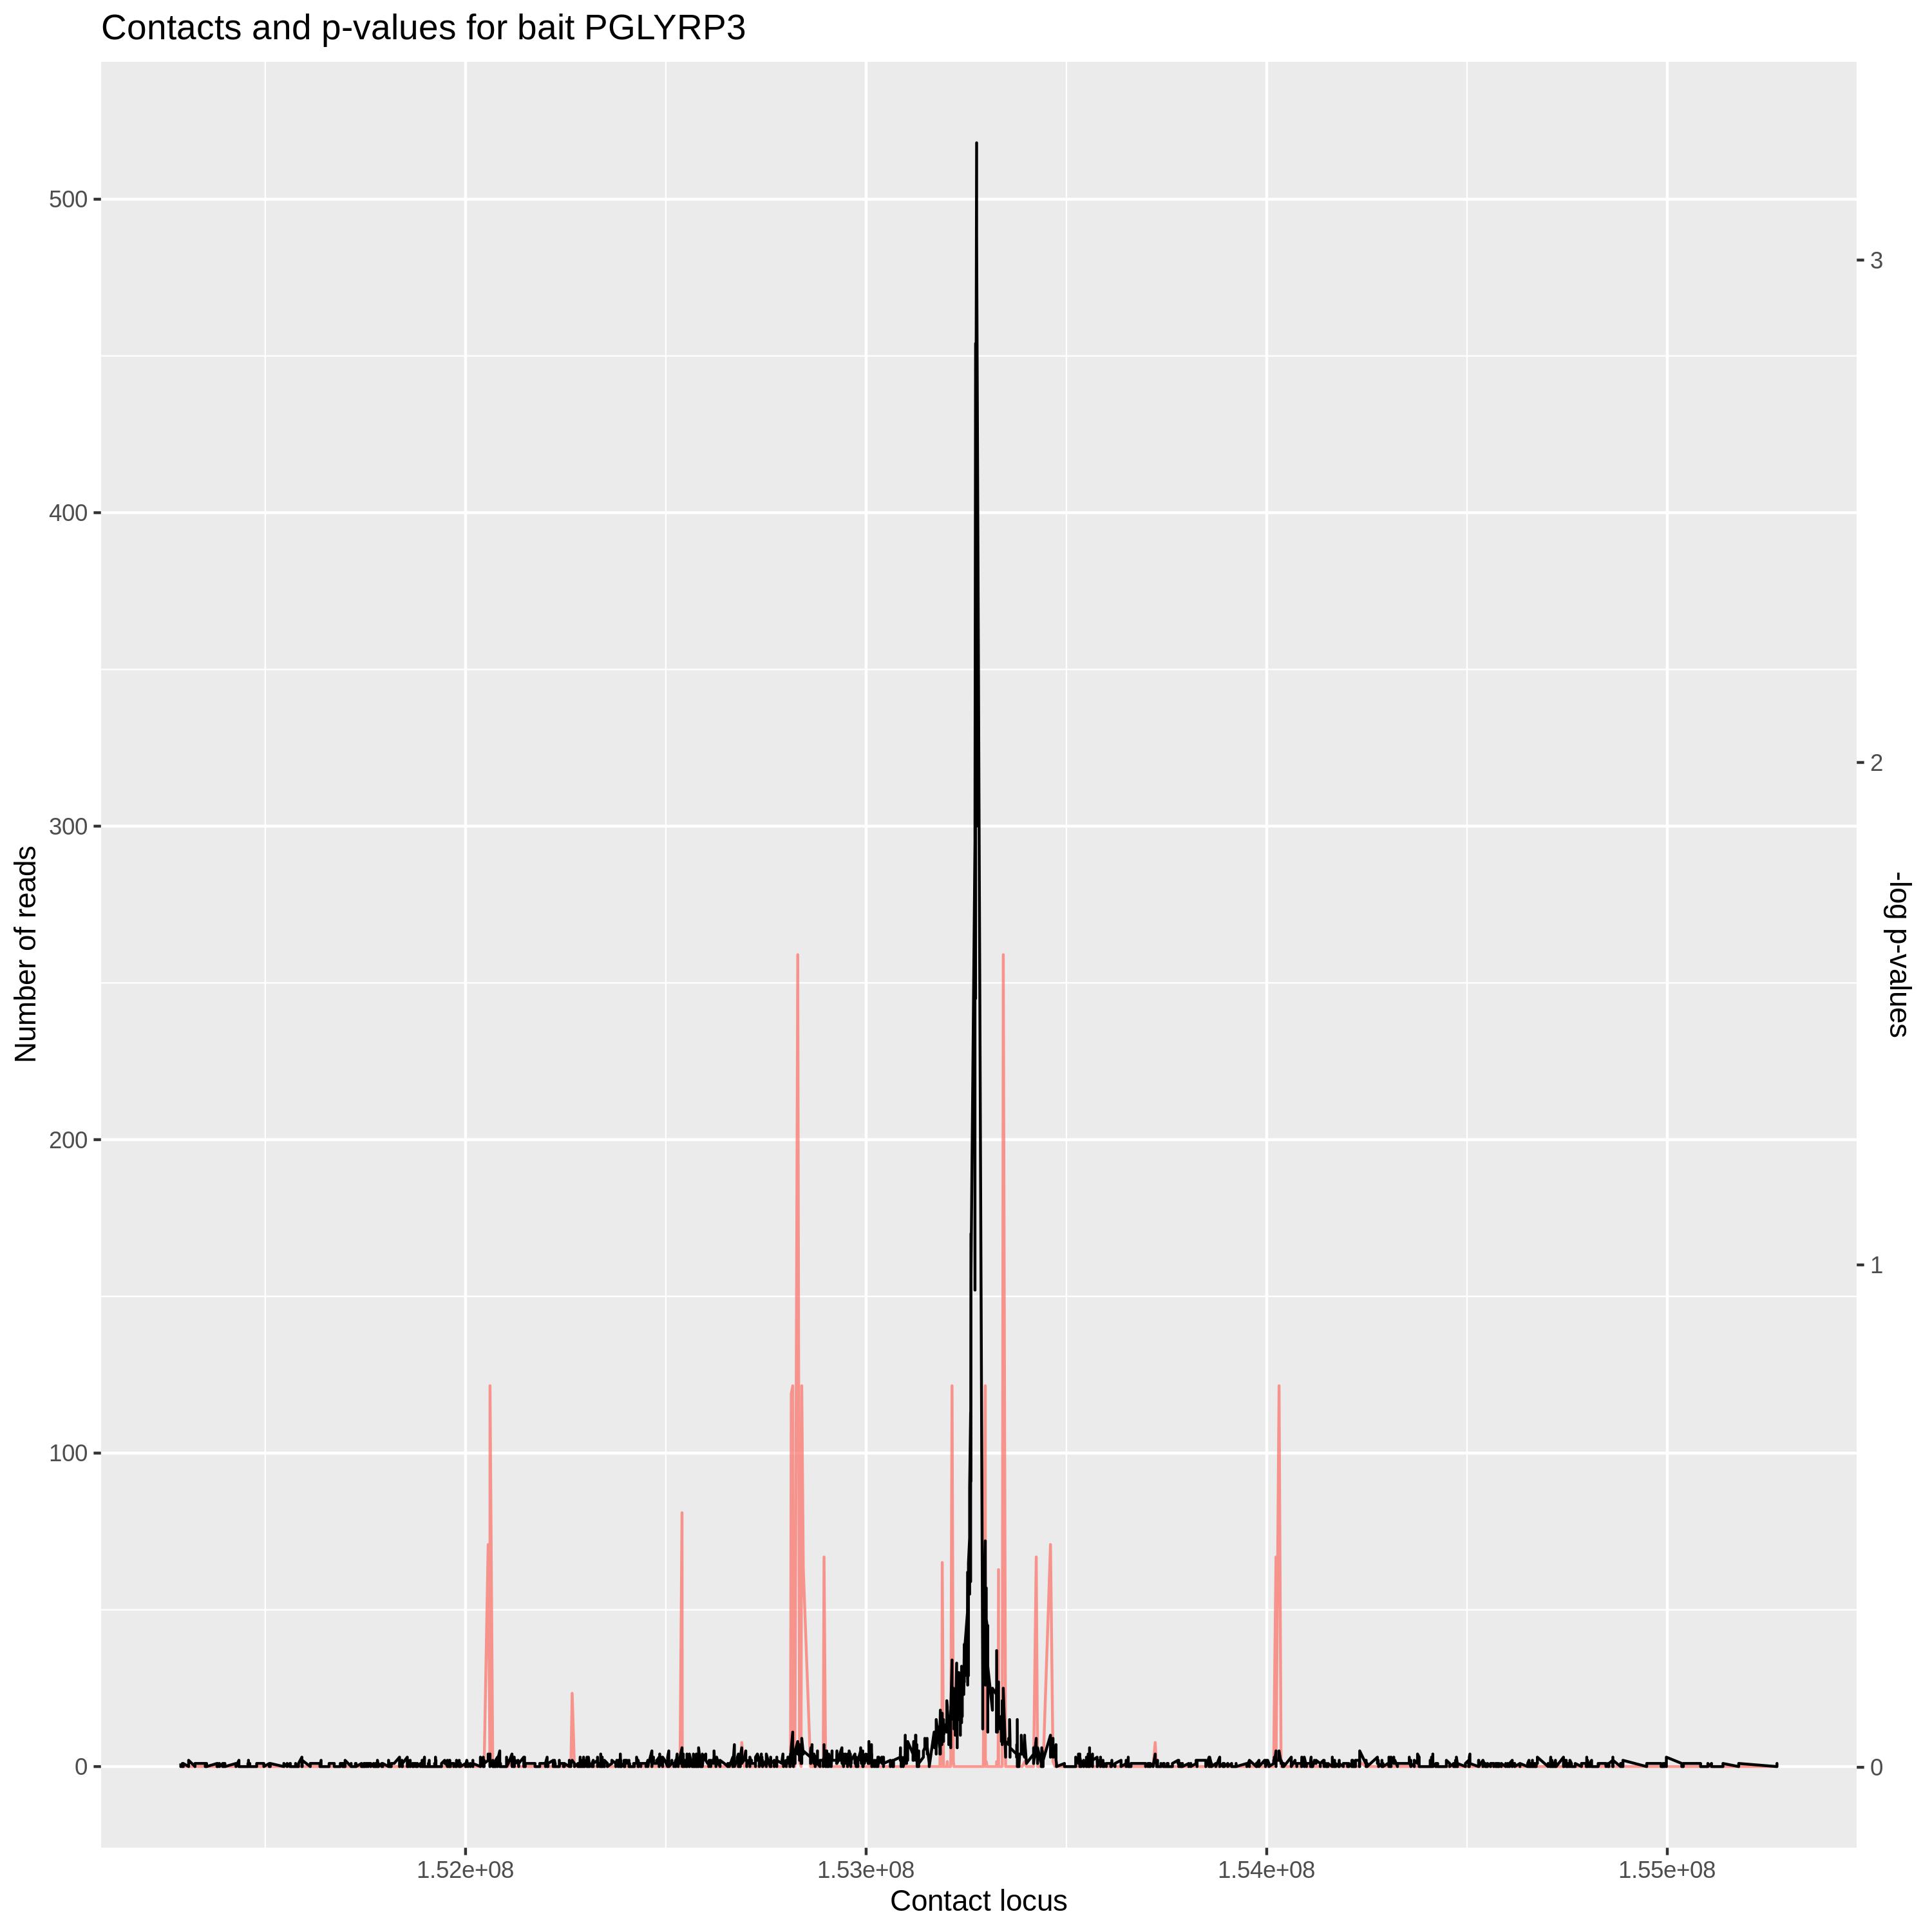 Contacts and p-values for bait PGLYRP3
500
400
300
200
100
0
Number of reads
3
2
1
0
-log p-values
1.52e+08
1.53e+08
1.54e+08
1.55e+08
Contact locus